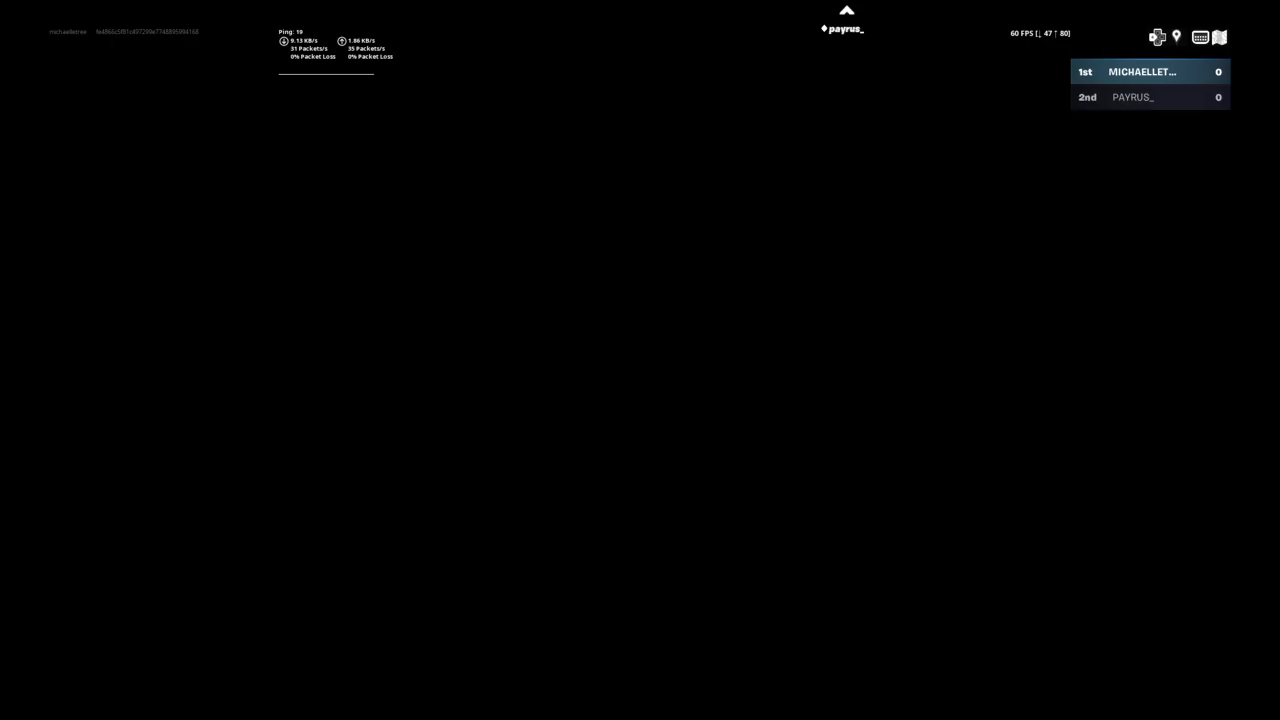 michaelletree
Ping: 19
9.13 KB/s 1.86 KB/s
31 Packets/s 35 Packets/s
0% Packet Loss 0% Packet Loss
payrus_
60 FPS [↓ 47 ↑ 80]
1st MICHAELLET... 0
2nd PAYRUS_ 0